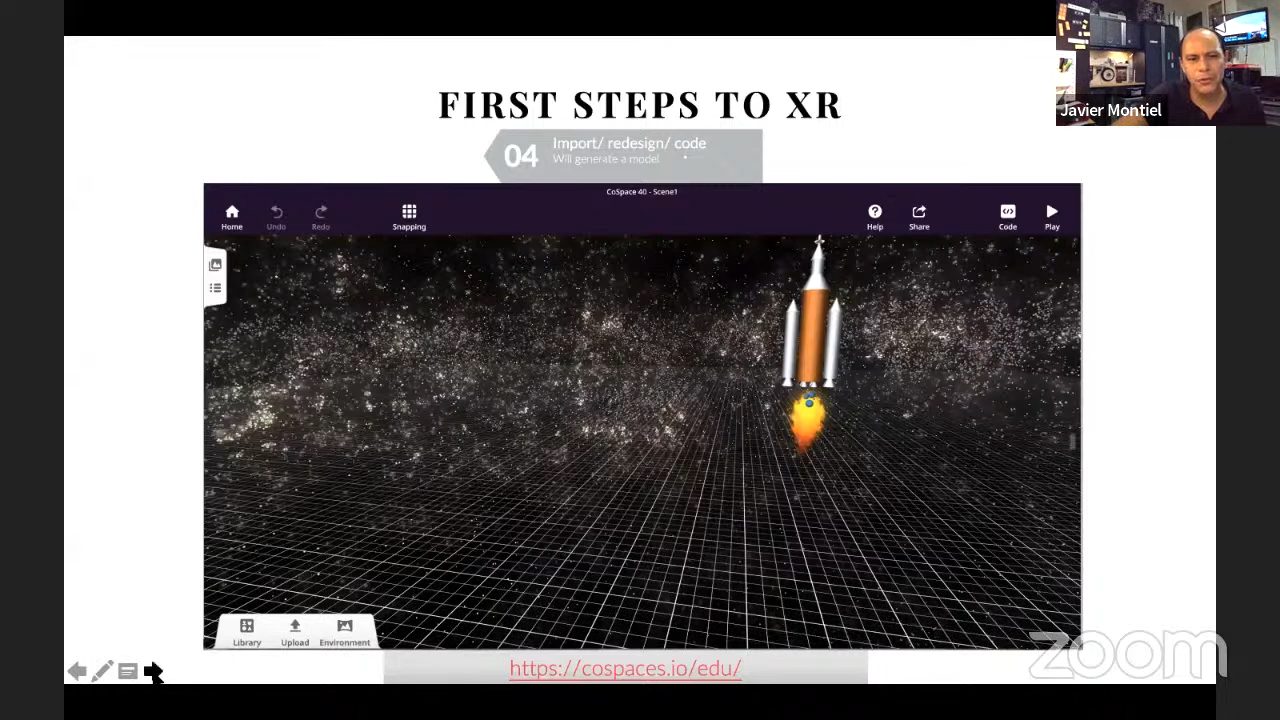 FIRST STEPS TO XR
04
Import/ redesign/ code
Will generate a model
Javier Montiel
CoSpace 40 - Scene1
Home
Undo
Redo
Snapping
Help
Share
Code
Play
Library
Upload
Environment
https://cospaces.io/edu/
zoom